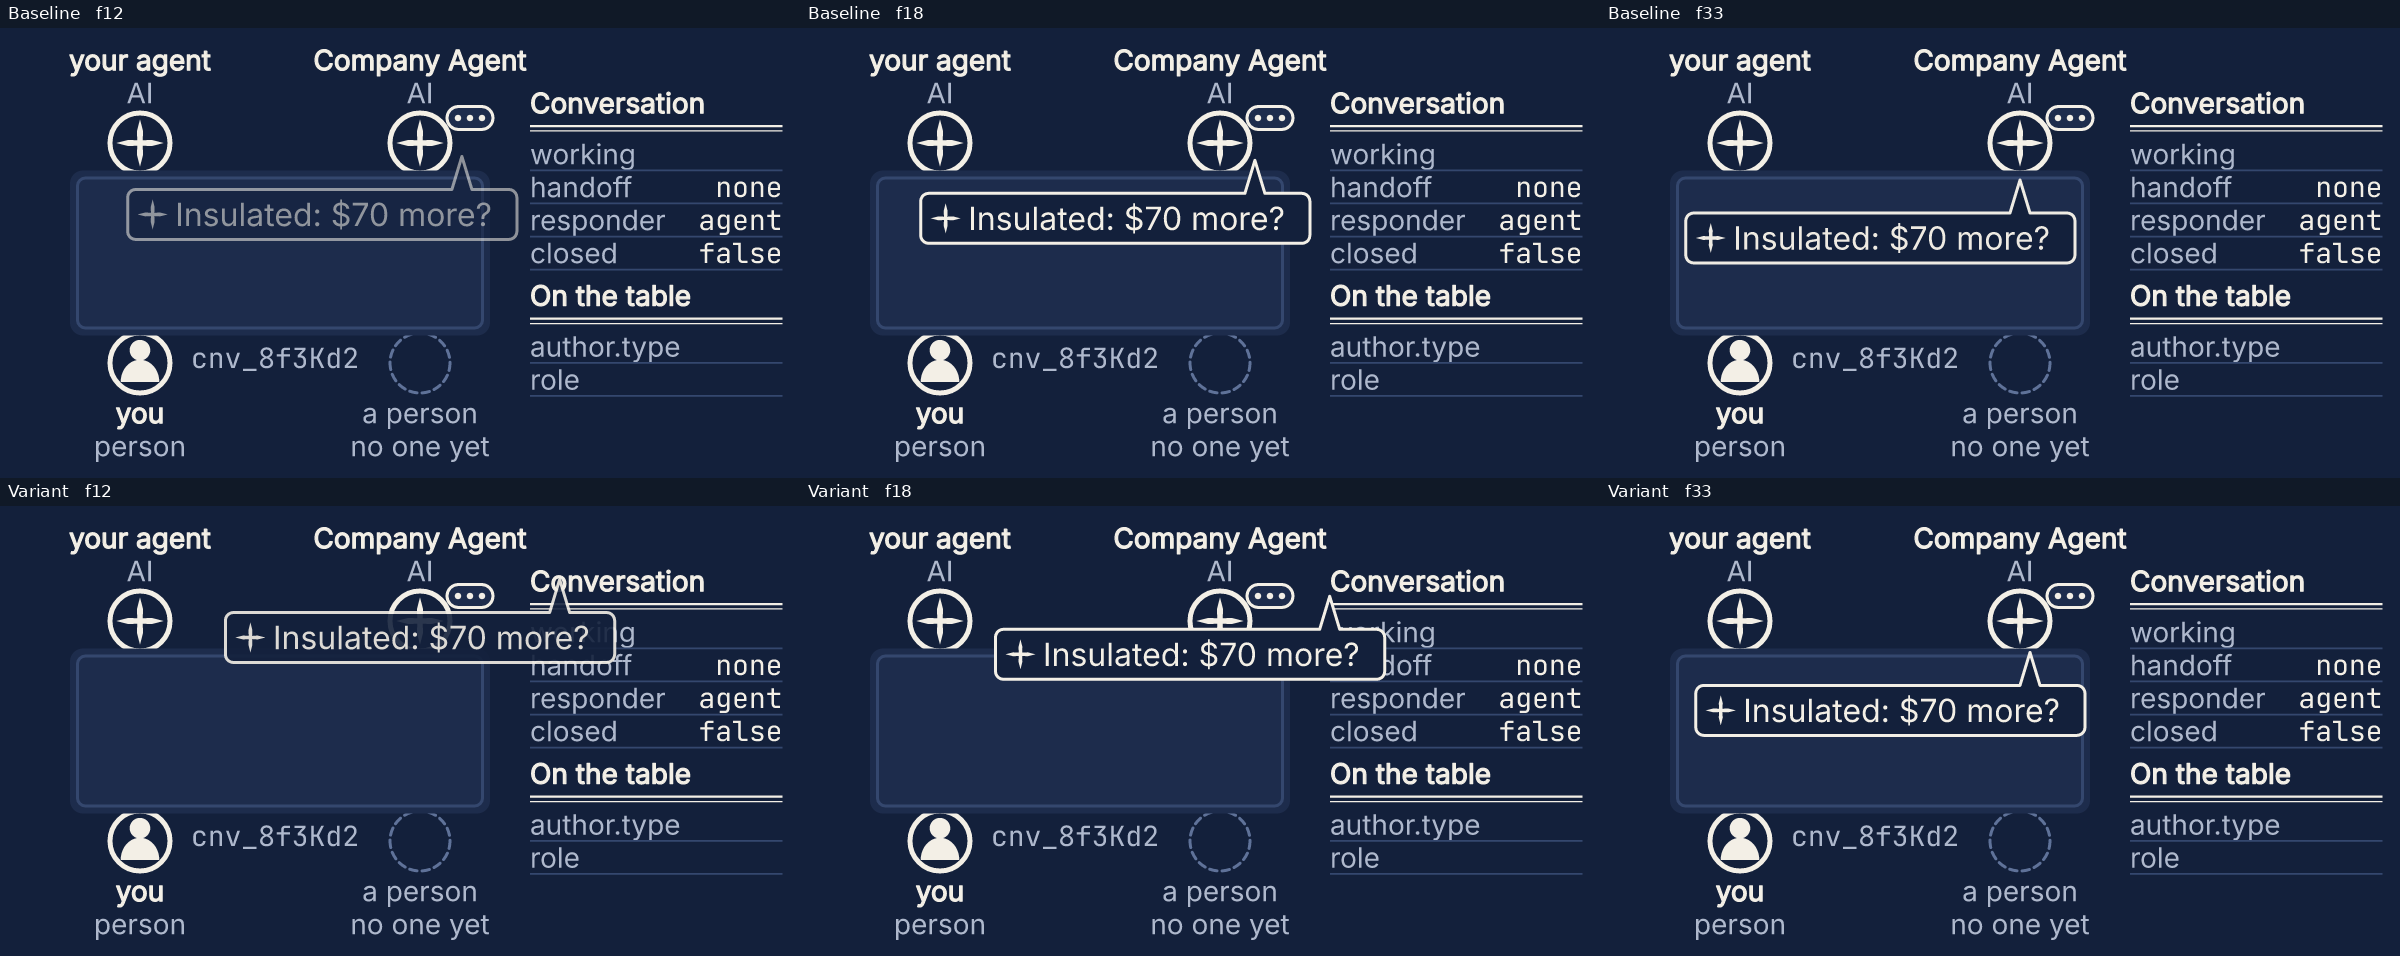 Baseline f12
your agent
Company Agent
AI
AI
Conversation
working
handoff none
responder agent
closed false
Insulated: $70 more?
On the table
author.type
role
cnv_8f3Kd2
you
person
a person
no one yet
Baseline f18
your agent
Company Agent
AI
AI
Conversation
working
handoff none
responder agent
closed false
Insulated: $70 more?
On the table
author.type
role
cnv_8f3Kd2
you
person
a person
no one yet
Baseline f33
your agent
Company Agent
AI
AI
Conversation
working
handoff none
responder agent
closed false
Insulated: $70 more?
On the table
author.type
role
cnv_8f3Kd2
you
person
a person
no one yet
Variant f12
your agent
Company Agent
AI
AI
Conversation
working
Insulated: $70 more?
handoff none
responder agent
closed false
On the table
author.type
role
cnv_8f3Kd2
you
person
a person
no one yet
Variant f18
your agent
Company Agent
AI
AI
Conversation
king
Insulated: $70 more?
doff none
responder agent
closed false
On the table
author.type
role
cnv_8f3Kd2
you
person
a person
no one yet
Variant f33
your agent
Company Agent
AI
AI
Conversation
working
handoff none
responder agent
closed false
Insulated: $70 more?
On the table
author.type
role
cnv_8f3Kd2
you
person
a person
no one yet